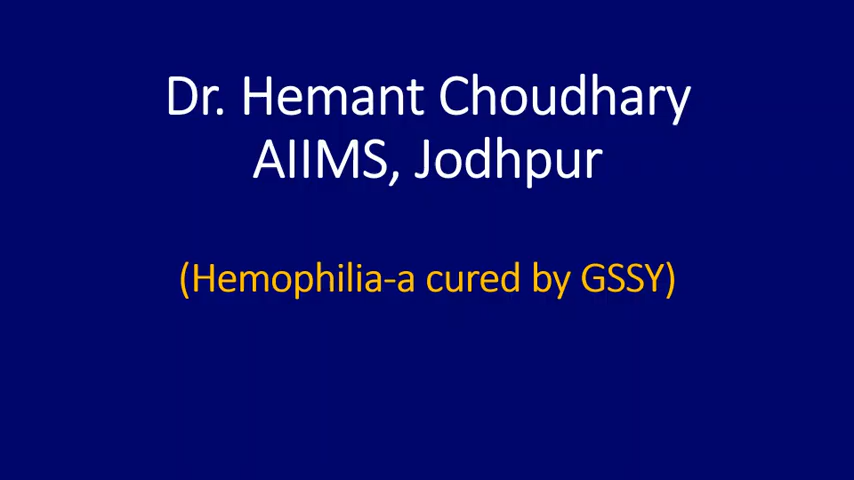 Dr. Hemant Choudhary
AIIMS, Jodhpur
(Hemophilia-a cured by GSSY)